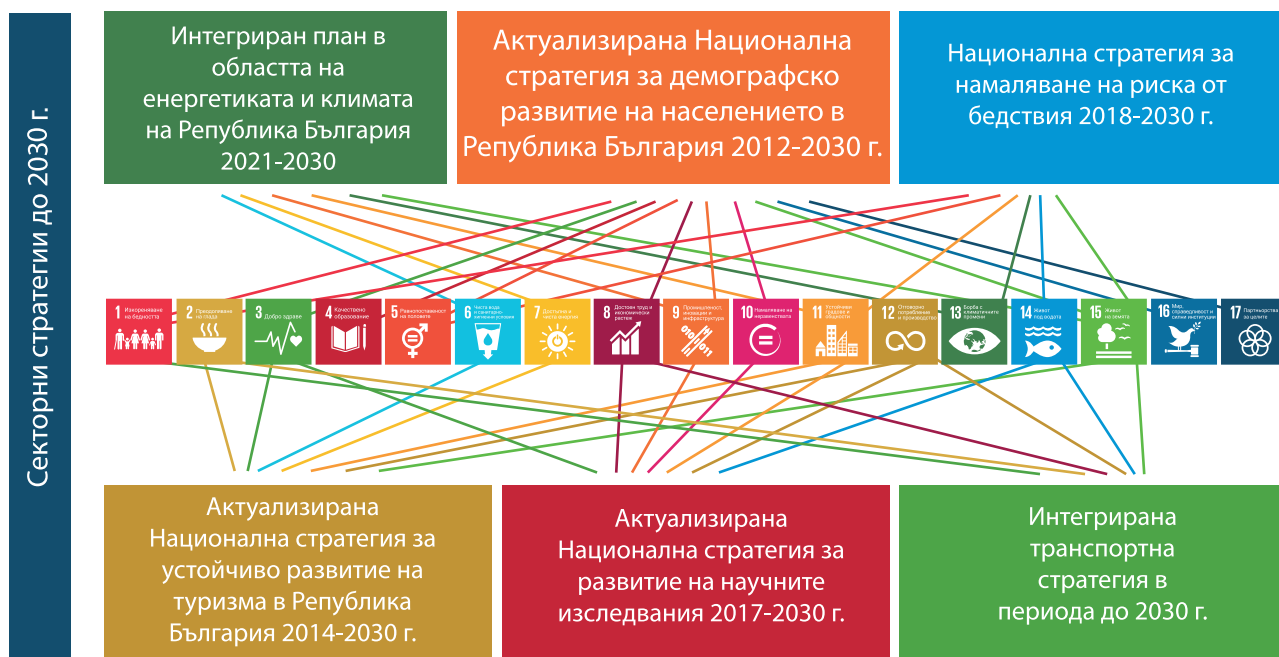 Секторни стратегии до 2030 г.
Интегриран план в
областта на
енергетиката и климата
на Република България
2021-2030
Актуализирана Национална
стратегия за демографско
развитие на населението в
Република България 2012-2030 г.
Национална стратегия за
намаляване на риска от
бедствия 2018-2030 г.
1 Изкореняване
на бедността
2 Преодоляване
на глада
3 Добро здраве
4 Качествено
образование
5 Равнопоставеност
на половете
6 Чиста вода
и санитарно-
хигиенни условия
7 Достъпна и
чиста енергия
8 Достоен труд и
икономически
растеж
9 Промишленост,
иновации и
инфраструктура
10 Намаляване на
неравенствата
11 Устойчиви
градове и
общности
12 Отговорно
потребление
и производство
13 Борба с
климатичните
промени
14 Живот
под водата
15 Живот
на земята
16 Мир,
справедливост и
силни институции
17 Партньорство
за целите
Актуализирана
Национална стратегия за
устойчиво развитие на
туризма в Република
България 2014-2030 г.
Актуализирана
Национална стратегия за
развитие на научните
изследвания 2017-2030 г.
Интегрирана
транспортна
стратегия в
периода до 2030 г.